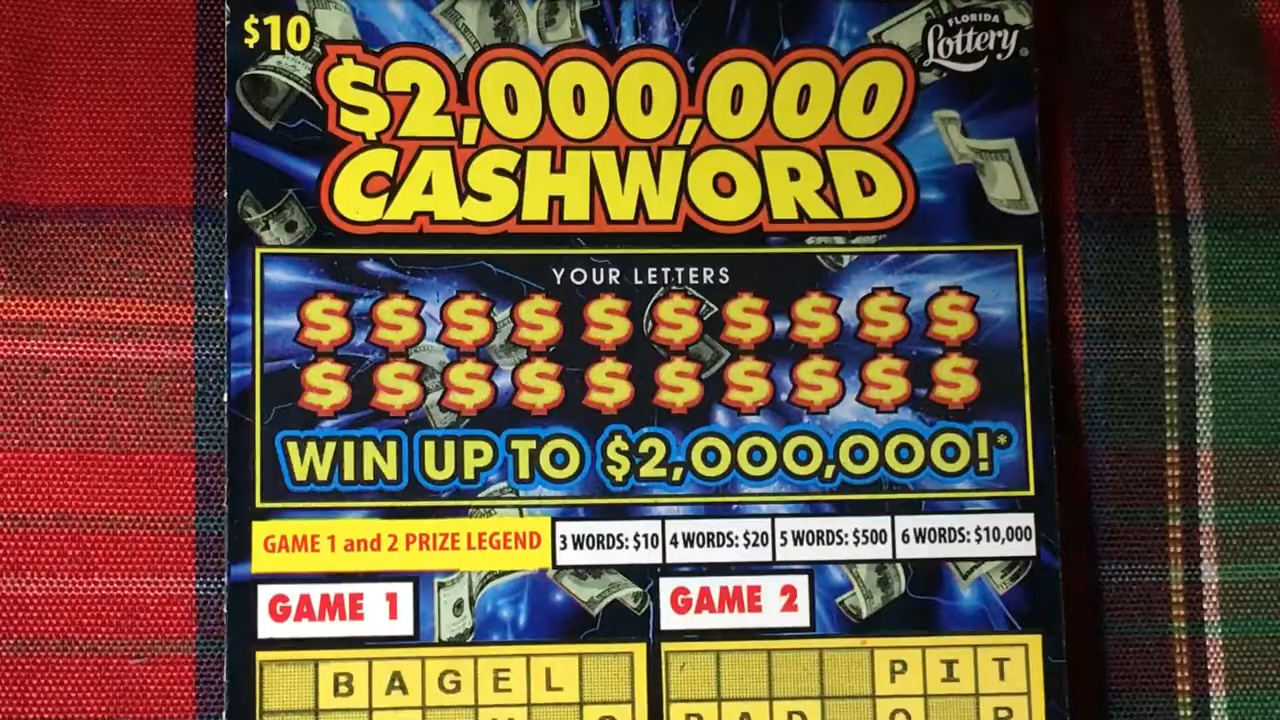 $10
FLORIDA
Lottery
$2,000,000
CASHWORD
YOUR LETTERS
$ $ $ $ $ $ $ $ $ $
$ $ $ $ $ $ $ $ $ $
WIN UP TO $2,000,000!*
GAME 1 and 2 PRIZE LEGEND 3 WORDS: $10 4 WORDS: $20 5 WORDS: $500 6 WORDS: $10,000
GAME 1 GAME 2
BAGEL PIT